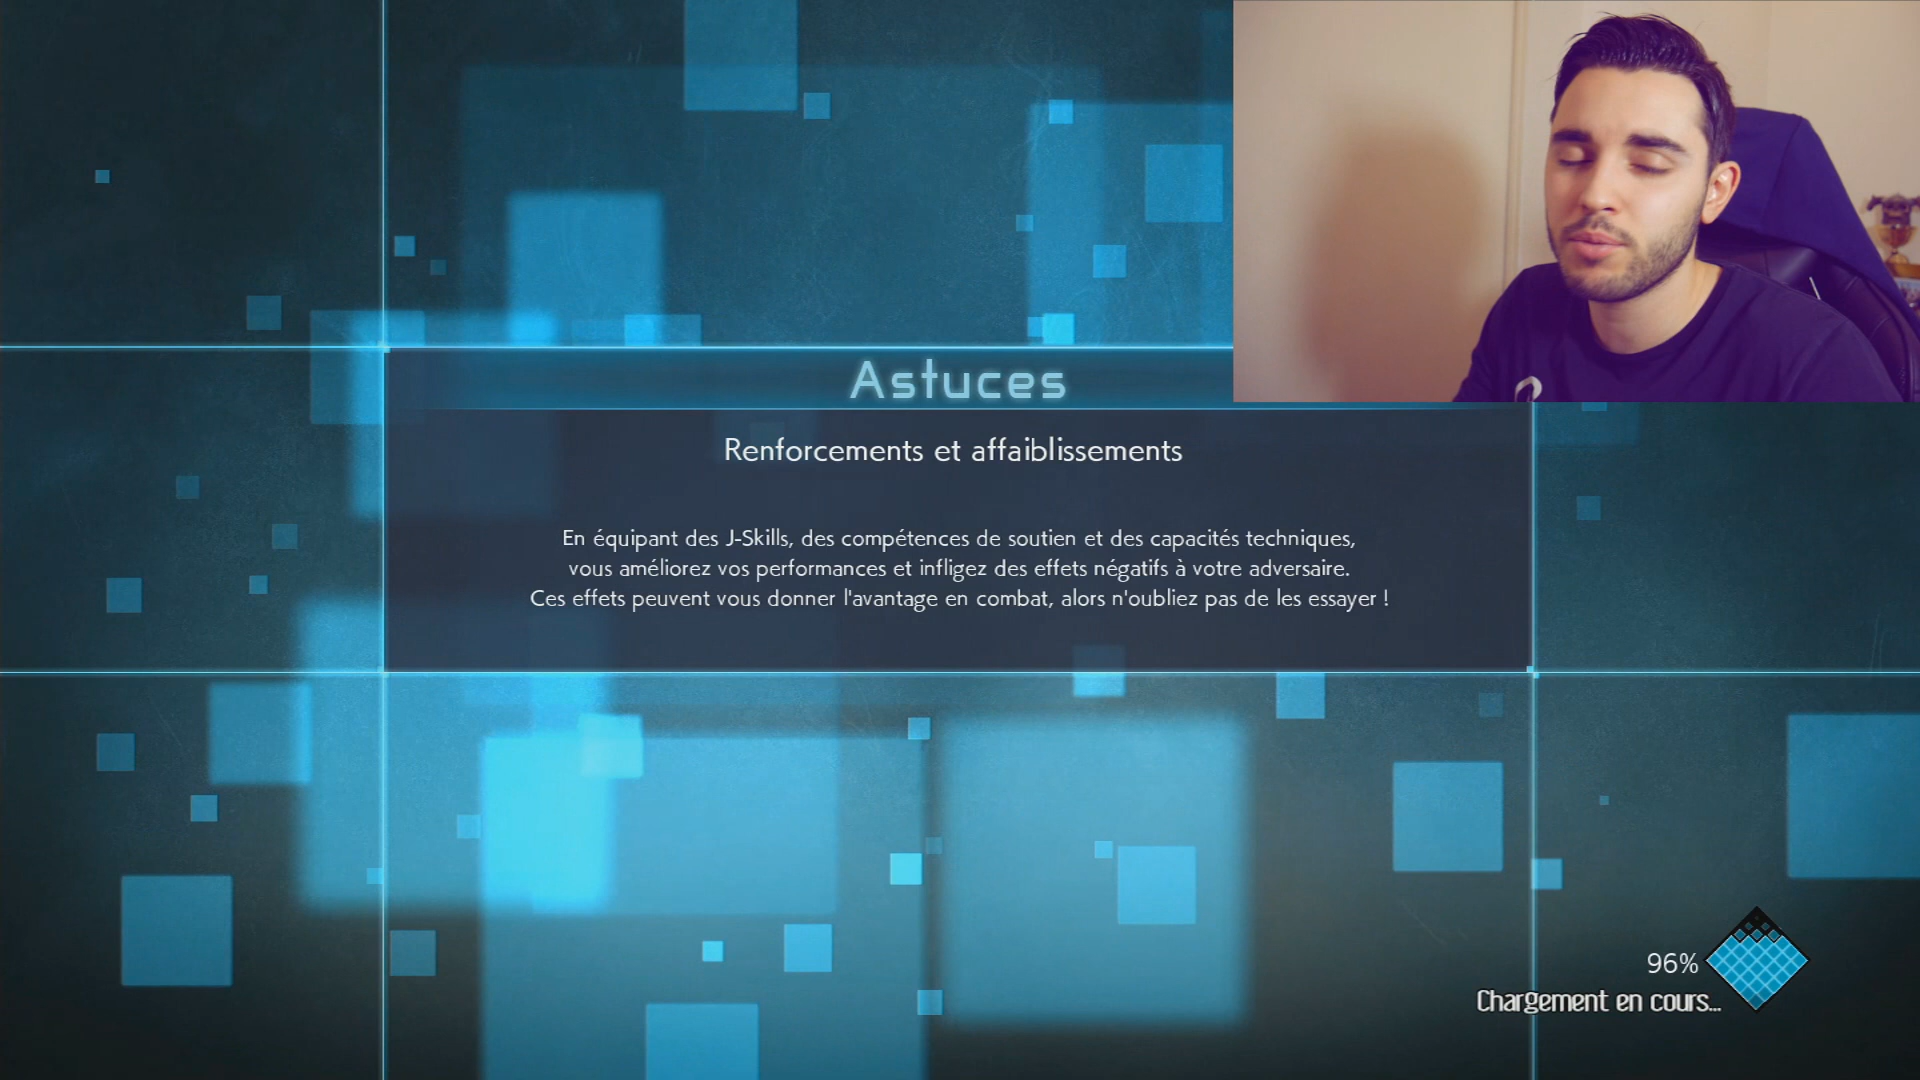 Astuces
Renforcements et affaiblissements
En équipant des J-Skills, des compétences de soutien et des capacités techniques,
vous améliorez vos performances et infligez des effets négatifs à votre adversaire.
Ces effets peuvent vous donner l'avantage en combat, alors n'oubliez pas de les essayer !
96%
Chargement en cours...